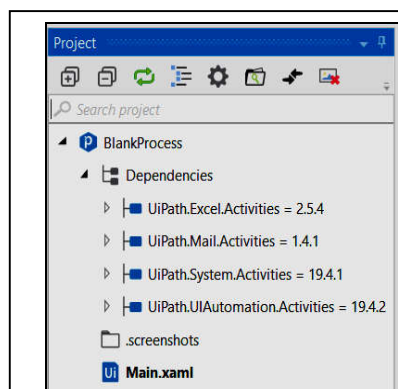 Project
Search project
BlankProcess
Dependencies
UiPath.Excel.Activities = 2.5.4
UiPath.Mail.Activities = 1.4.1
UiPath.System.Activities = 19.4.1
UiPath.UIAutomation.Activities = 19.4.2
.screenshots
Ui Main.xaml